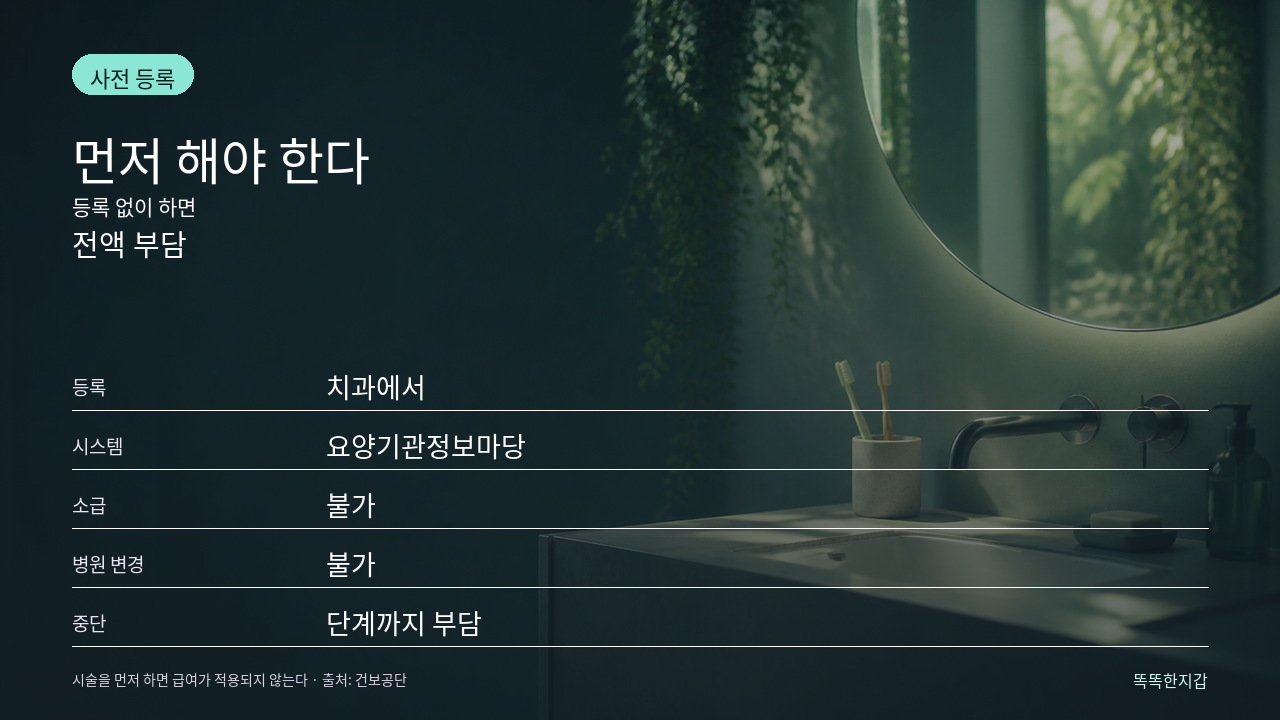 사전 등록
먼저 해야 한다
등록 없이 하면
전액 부담
등록 치과에서
시스템 요양기관정보마당
소급 불가
병원 변경 불가
중단 단계까지 부담
시술을 먼저 하면 급여가 적용되지 않는다 · 출처: 건보공단
똑똑한지갑